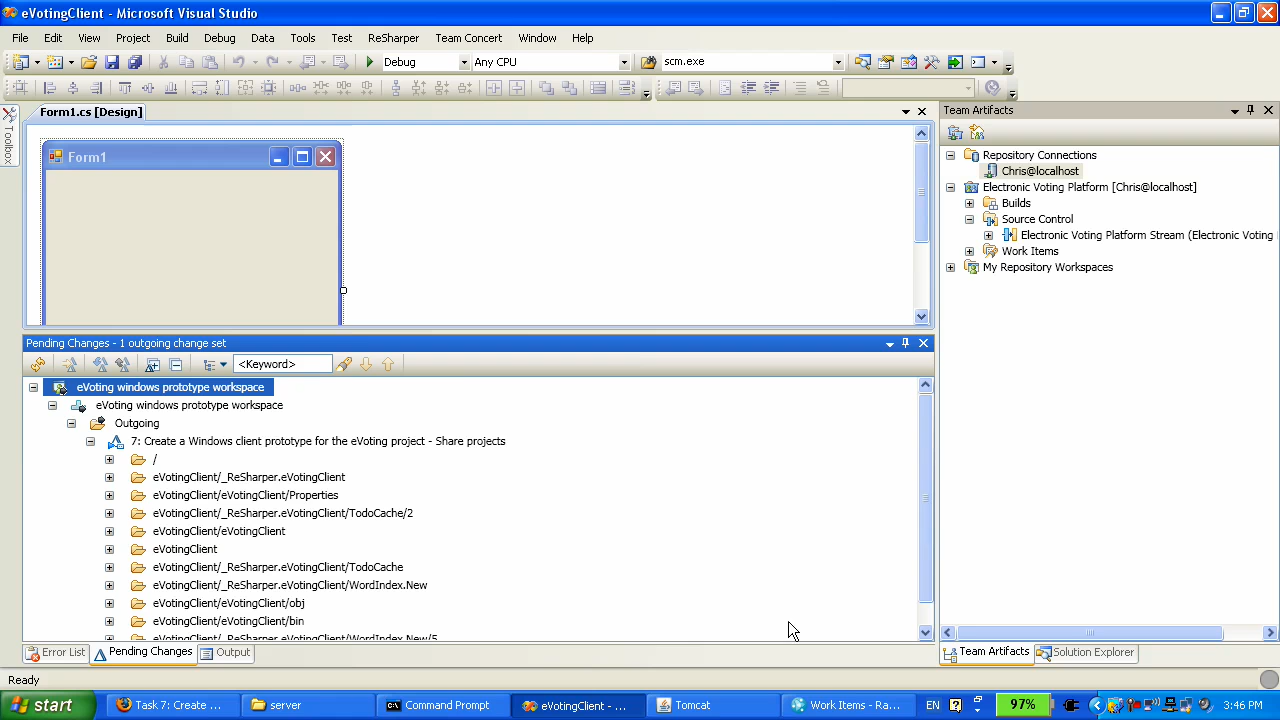 eVotingClient - Microsoft Visual Studio
File Edit View Project Build Debug Data Tools Test ReSharper Team Concert Window Help
Debug Any CPU scm.exe
Toolbox
Form1.cs [Design]
Form1
Pending Changes - 1 outgoing change set
<Keyword>
eVoting windows prototype workspace
eVoting windows prototype workspace
Outgoing
7: Create a Windows client prototype for the eVoting project - Share projects
/
eVotingClient/_ReSharper.eVotingClient
eVotingClient/eVotingClient/Properties
eVotingClient/_ReSharper.eVotingClient/TodoCache/2
eVotingClient/eVotingClient
eVotingClient
eVotingClient/_ReSharper.eVotingClient/TodoCache
eVotingClient/_ReSharper.eVotingClient/WordIndex.New
eVotingClient/eVotingClient/obj
eVotingClient/eVotingClient/bin
eVotingClient/_ReSharper.eVotingClient/WordIndex.New/5
Error List Pending Changes Output
Team Artifacts
Repository Connections
Chris@localhost
Electronic Voting Platform [Chris@localhost]
Builds
Source Control
Electronic Voting Platform Stream (Electronic Voting
Work Items
My Repository Workspaces
Team Artifacts Solution Explorer
Ready
start Task 7: Create ... server Command Prompt eVotingClient - ... Tomcat Work Items - Ra... EN 97% 3:46 PM